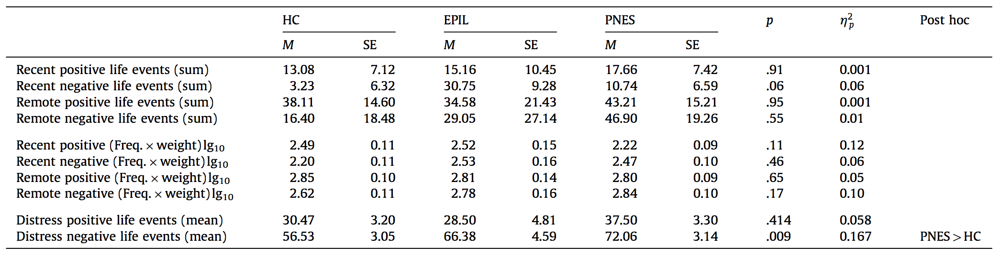 HC EPIL PNES p η²ₚ Post hoc
M SE M SE M SE
Recent positive life events (sum) 13.08 7.12 15.16 10.45 17.66 7.42 .91 0.001
Recent negative life events (sum) 3.23 6.32 30.75 9.28 10.74 6.59 .06 0.06
Remote positive life events (sum) 38.11 14.60 34.58 21.43 43.21 15.21 .95 0.001
Remote negative life events (sum) 16.40 18.48 29.05 27.14 46.90 19.26 .55 0.01
Recent positive (Freq. × weight) lg₁₀ 2.49 0.11 2.52 0.15 2.22 0.09 .11 0.12
Recent negative (Freq. × weight) lg₁₀ 2.20 0.11 2.53 0.16 2.47 0.10 .46 0.06
Remote positive (Freq. × weight) lg₁₀ 2.85 0.10 2.81 0.14 2.80 0.09 .65 0.05
Remote negative (Freq. × weight) lg₁₀ 2.62 0.11 2.78 0.16 2.84 0.10 .17 0.10
Distress positive life events (mean) 30.47 3.20 28.50 4.81 37.50 3.30 .414 0.058
Distress negative life events (mean) 56.53 3.05 66.38 4.59 72.06 3.14 .009 0.167 PNES > HC